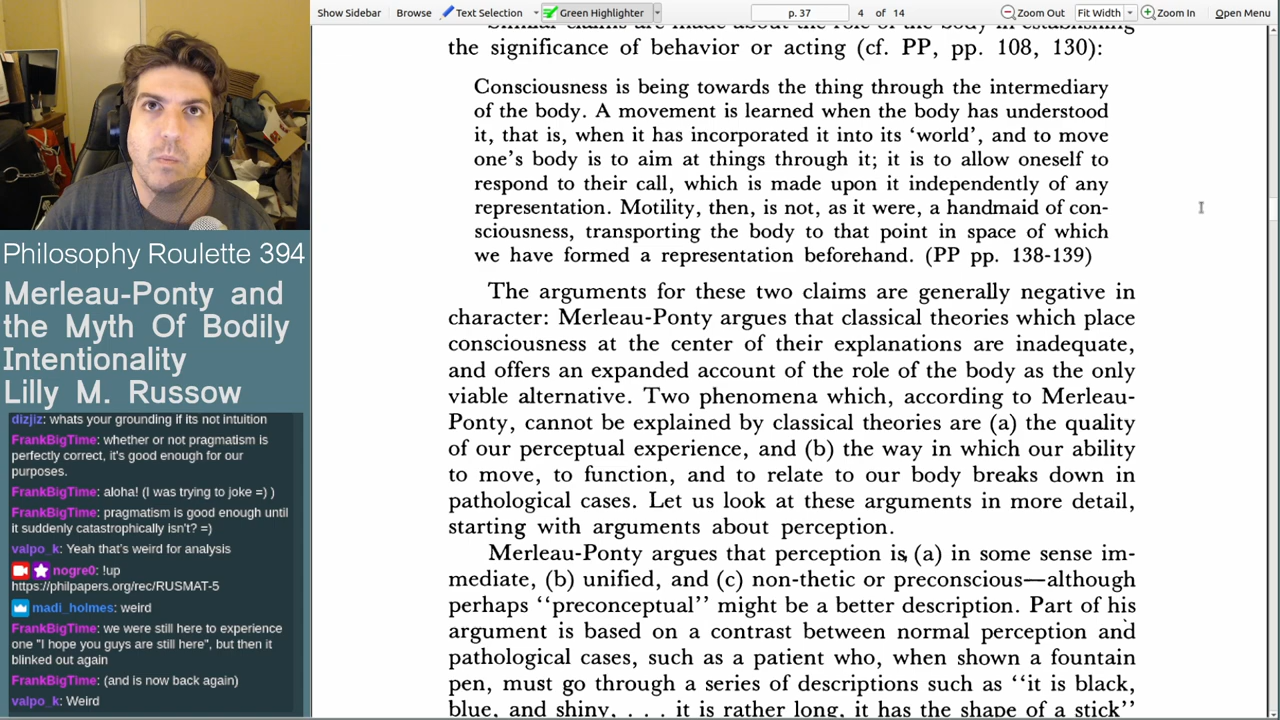 Show Sidebar Browse Text Selection Green Highlighter p. 37 4 of 14 Zoom Out Fit Width Zoom In Open Menu
Similar claims are made about the role of the body in establishing
the significance of behavior or acting (cf. PP, pp. 108, 130):
Consciousness is being towards the thing through the intermediary
of the body. A movement is learned when the body has understood
it, that is, when it has incorporated it into its ‘world’, and to move
one’s body is to aim at things through it; it is to allow oneself to
respond to their call, which is made upon it independently of any
representation. Motility, then, is not, as it were, a handmaid of con-
sciousness, transporting the body to that point in space of which
we have formed a representation beforehand. (PP pp. 138-139)
The arguments for these two claims are generally negative in
character: Merleau-Ponty argues that classical theories which place
consciousness at the center of their explanations are inadequate,
and offers an expanded account of the role of the body as the only
viable alternative. Two phenomena which, according to Merleau-
Ponty, cannot be explained by classical theories are (a) the quality
of our perceptual experience, and (b) the way in which our ability
to move, to function, and to relate to our body breaks down in
pathological cases. Let us look at these arguments in more detail,
starting with arguments about perception.
Merleau-Ponty argues that perception is, (a) in some sense im-
mediate, (b) unified, and (c) non-thetic or preconscious—although
perhaps “preconceptual” might be a better description. Part of his
argument is based on a contrast between normal perception and
pathological cases, such as a patient who, when shown a fountain
pen, must go through a series of descriptions such as “it is black,
blue, and shiny, . . . it is rather long, it has the shape of a stick”
Philosophy Roulette 394
Merleau-Ponty and
the Myth Of Bodily
Intentionality
Lilly M. Russow
dizjiz: whats your grounding if its not intuition
FrankBigTime: whether or not pragmatism is
perfectly correct, it's good enough for our
purposes.
FrankBigTime: aloha! (I was trying to joke =) )
FrankBigTime: pragmatism is good enough until
it suddenly catastrophically isn't? =)
valpo_k: Yeah that's weird for analysis
nogre0: !up
https://philpapers.org/rec/RUSMAT-5
madi_holmes: weird
FrankBigTime: we were still here to experience
one "I hope you guys are still here", but then it
blinked out again
FrankBigTime: (and is now back again)
valpo_k: Weird